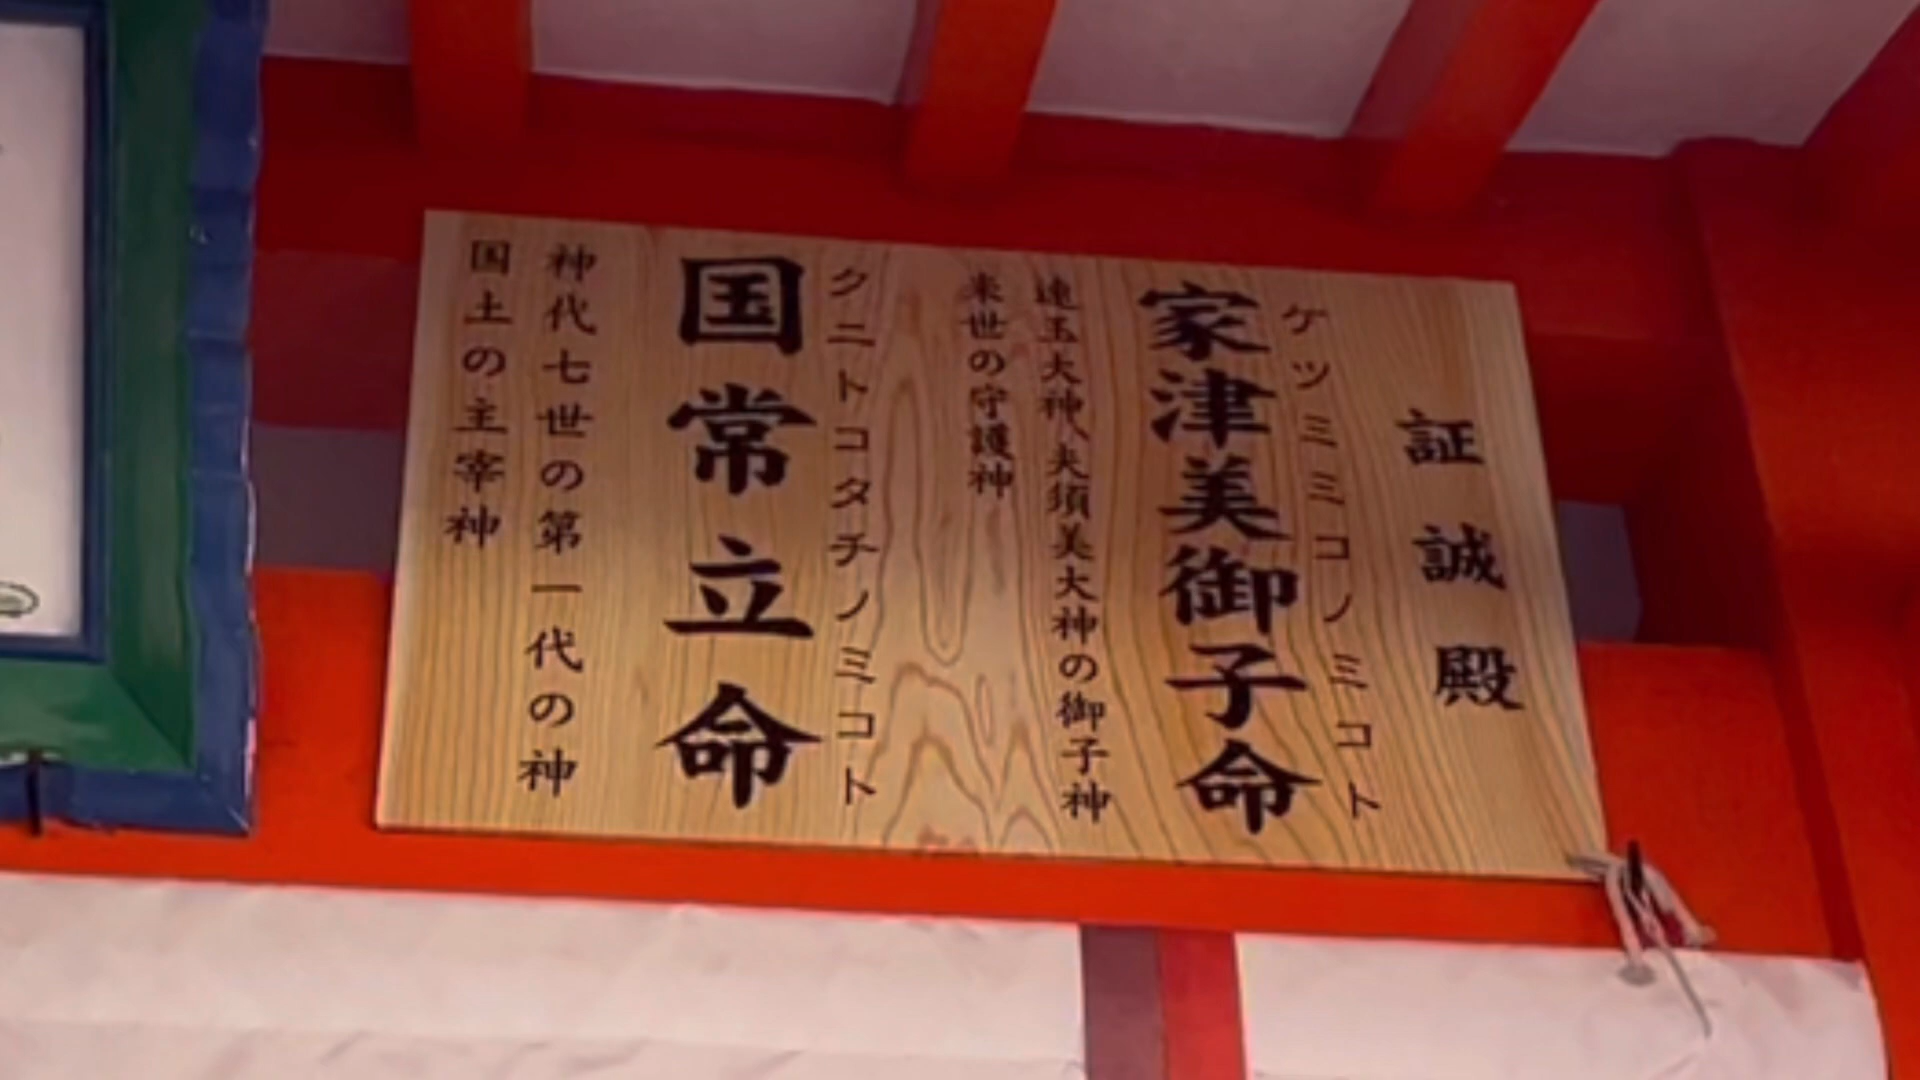 証誠殿
ケツミミコノミコト
家津美御子命
速玉大神、夫須美大神の御子神
来世の守護神
クニトコタチノミコト
国常立命
神代七世の第一代の神
国土の主宰神